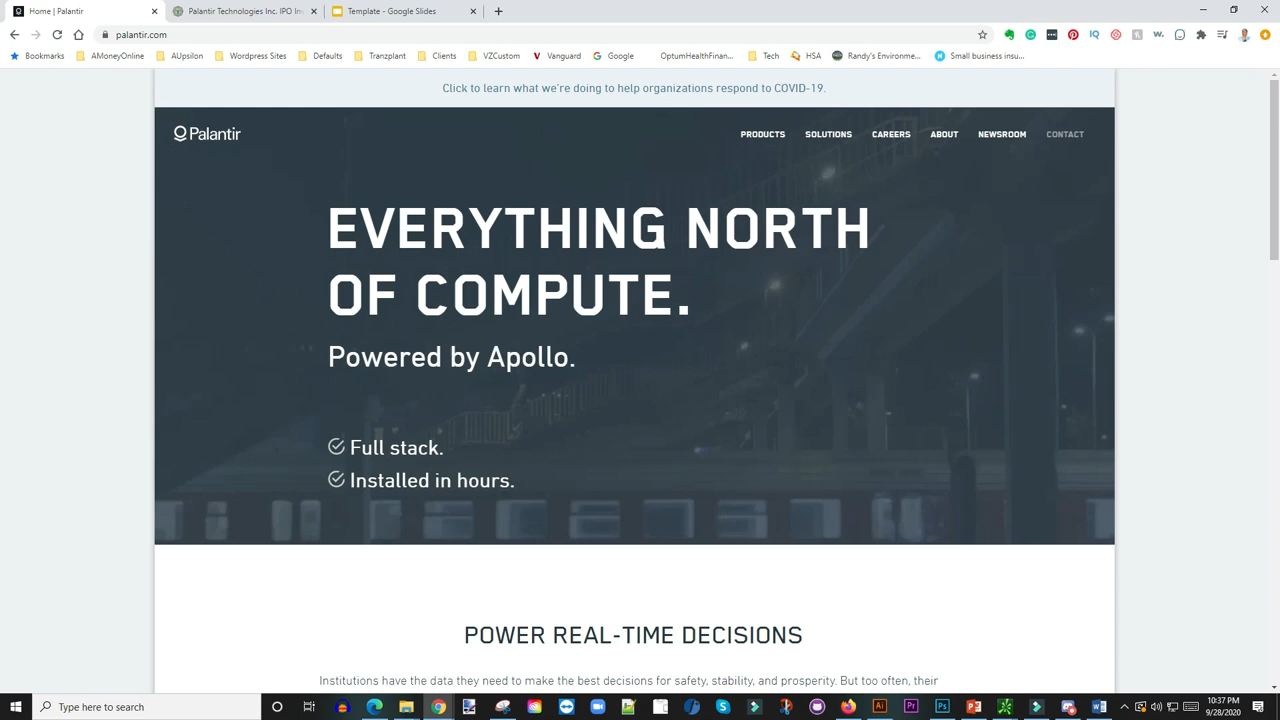 Home | Palantir
Palantir Technologies Inc. IPO In
Template - Google Slides
palantir.com
Bookmarks
AMoneyOnline
AUpsilon
Wordpress Sites
Defaults
Tranzplant
Clients
VZCustom
Vanguard
Google
OptumHealthFinan...
Tech
HSA
Randy's Environme...
Small business insu...
Click to learn what we're doing to help organizations respond to COVID-19.
Palantir
PRODUCTS SOLUTIONS CAREERS ABOUT NEWSROOM CONTACT
EVERYTHING NORTH
OF COMPUTE.
Powered by Apollo.
Full stack.
Installed in hours.
POWER REAL-TIME DECISIONS
Institutions have the data they need to make the best decisions for safety, stability, and prosperity. But too often, their
Type here to search
10:37 PM
9/28/2020